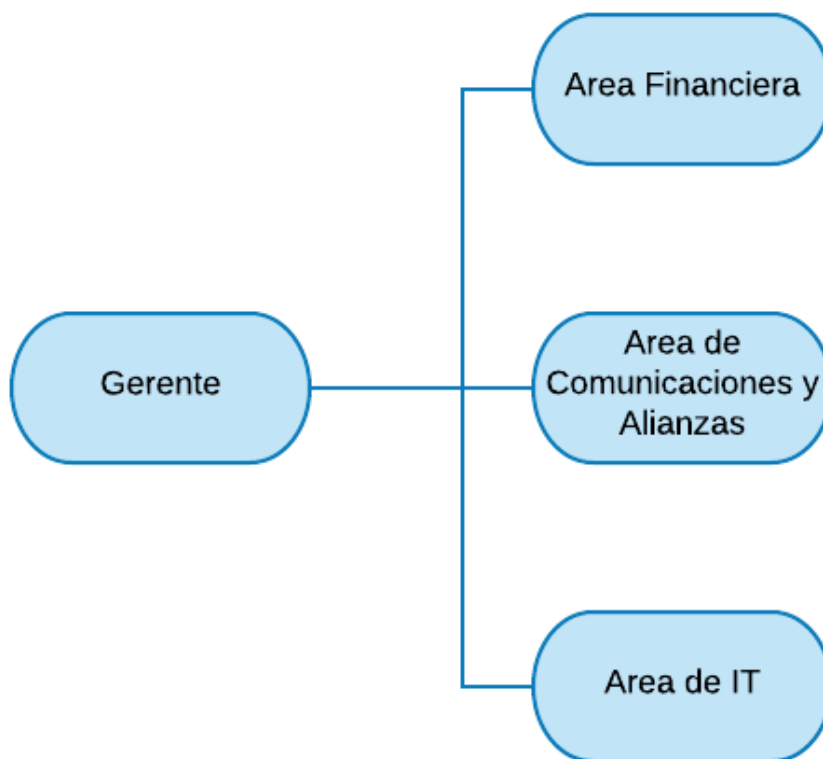 Area Financiera
Gerente
Area de
Comunicaciones y
Alianzas
Area de IT